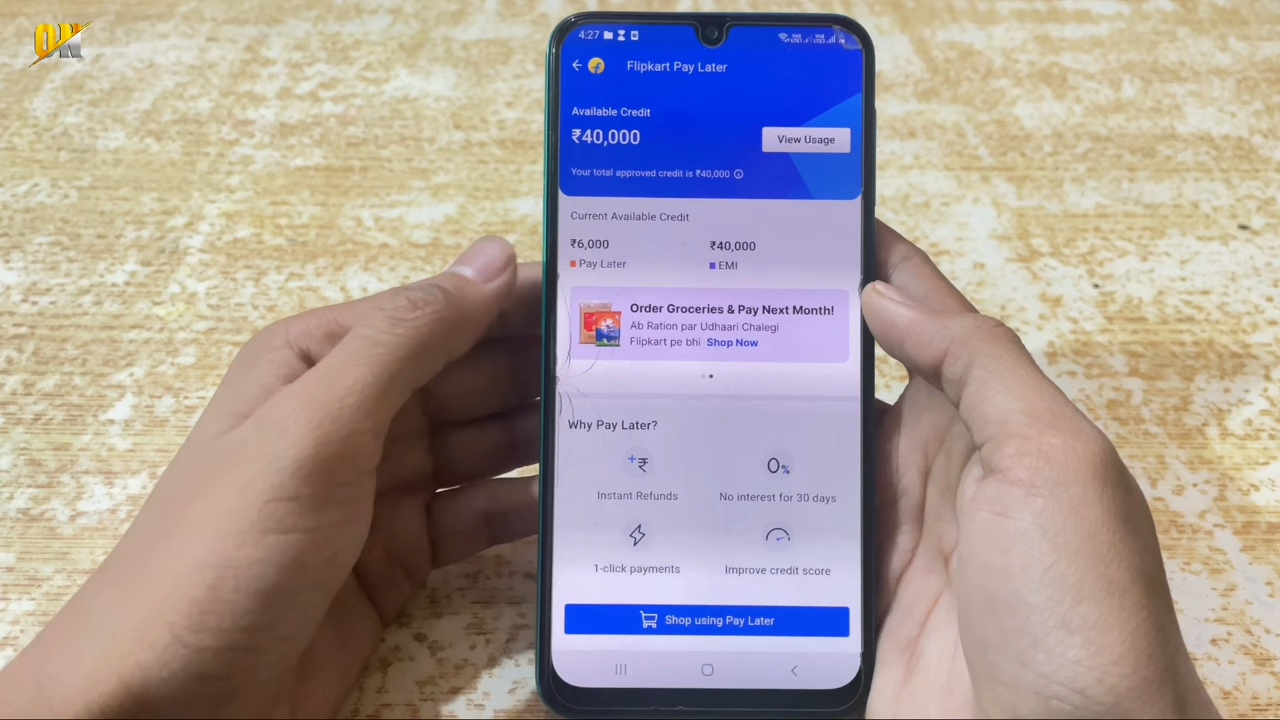 ON
4:27
Flipkart Pay Later
Available Credit
₹40,000
View Usage
Your total approved credit is ₹40,000
Current Available Credit
₹6,000
₹40,000
Pay Later
EMI
Order Groceries & Pay Next Month!
Ab Ration par Udhaari Chalegi
Flipkart pe bhi Shop Now
Why Pay Later?
+₹
0%
Instant Refunds
No interest for 30 days
1-click payments
Improve credit score
Shop using Pay Later